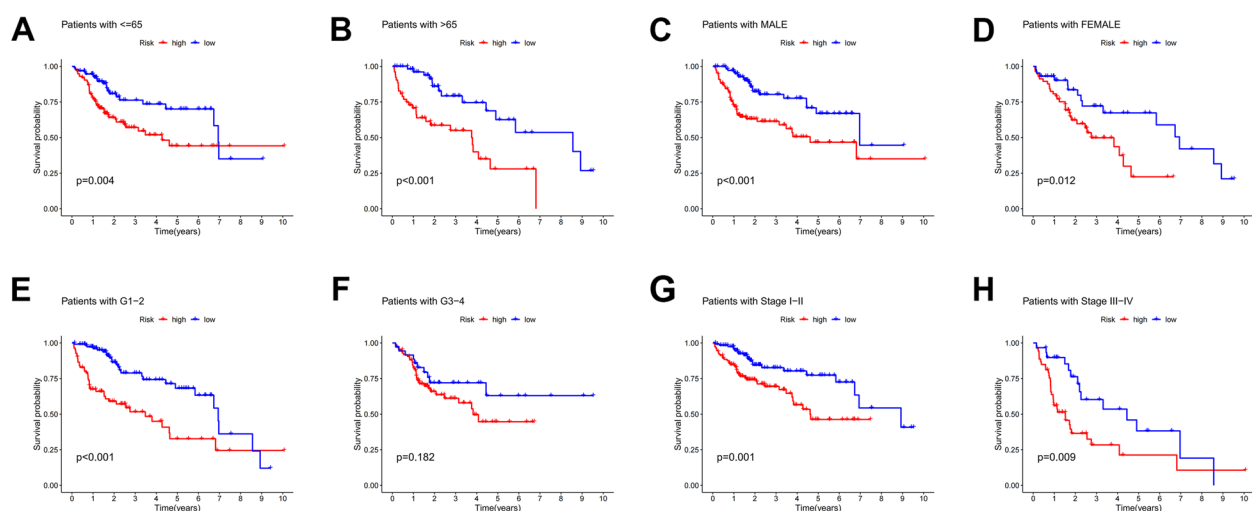 A
Patients with <=65
Risk high low
Survival probability
1.00
0.75
0.50
0.25
0.00
p=0.004
0 1 2 3 4 5 6 7 8 9 10
Time(years)
B
Patients with >65
Risk high low
Survival probability
1.00
0.75
0.50
0.25
0.00
p<0.001
0 1 2 3 4 5 6 7 8 9 10
Time(years)
C
Patients with MALE
Risk high low
Survival probability
1.00
0.75
0.50
0.25
0.00
p<0.001
0 1 2 3 4 5 6 7 8 9 10
Time(years)
D
Patients with FEMALE
Risk high low
Survival probability
1.00
0.75
0.50
0.25
0.00
p=0.012
0 1 2 3 4 5 6 7 8 9 10
Time(years)
E
Patients with G1−2
Risk high low
Survival probability
1.00
0.75
0.50
0.25
0.00
p<0.001
0 1 2 3 4 5 6 7 8 9 10
Time(years)
F
Patients with G3−4
Risk high low
Survival probability
1.00
0.75
0.50
0.25
0.00
p=0.182
0 1 2 3 4 5 6 7 8 9 10
Time(years)
G
Patients with Stage I−II
Risk high low
Survival probability
1.00
0.75
0.50
0.25
0.00
p=0.001
0 1 2 3 4 5 6 7 8 9 10
Time(years)
H
Patients with Stage III−IV
Risk high low
Survival probability
1.00
0.75
0.50
0.25
0.00
p=0.009
0 1 2 3 4 5 6 7 8 9 10
Time(years)